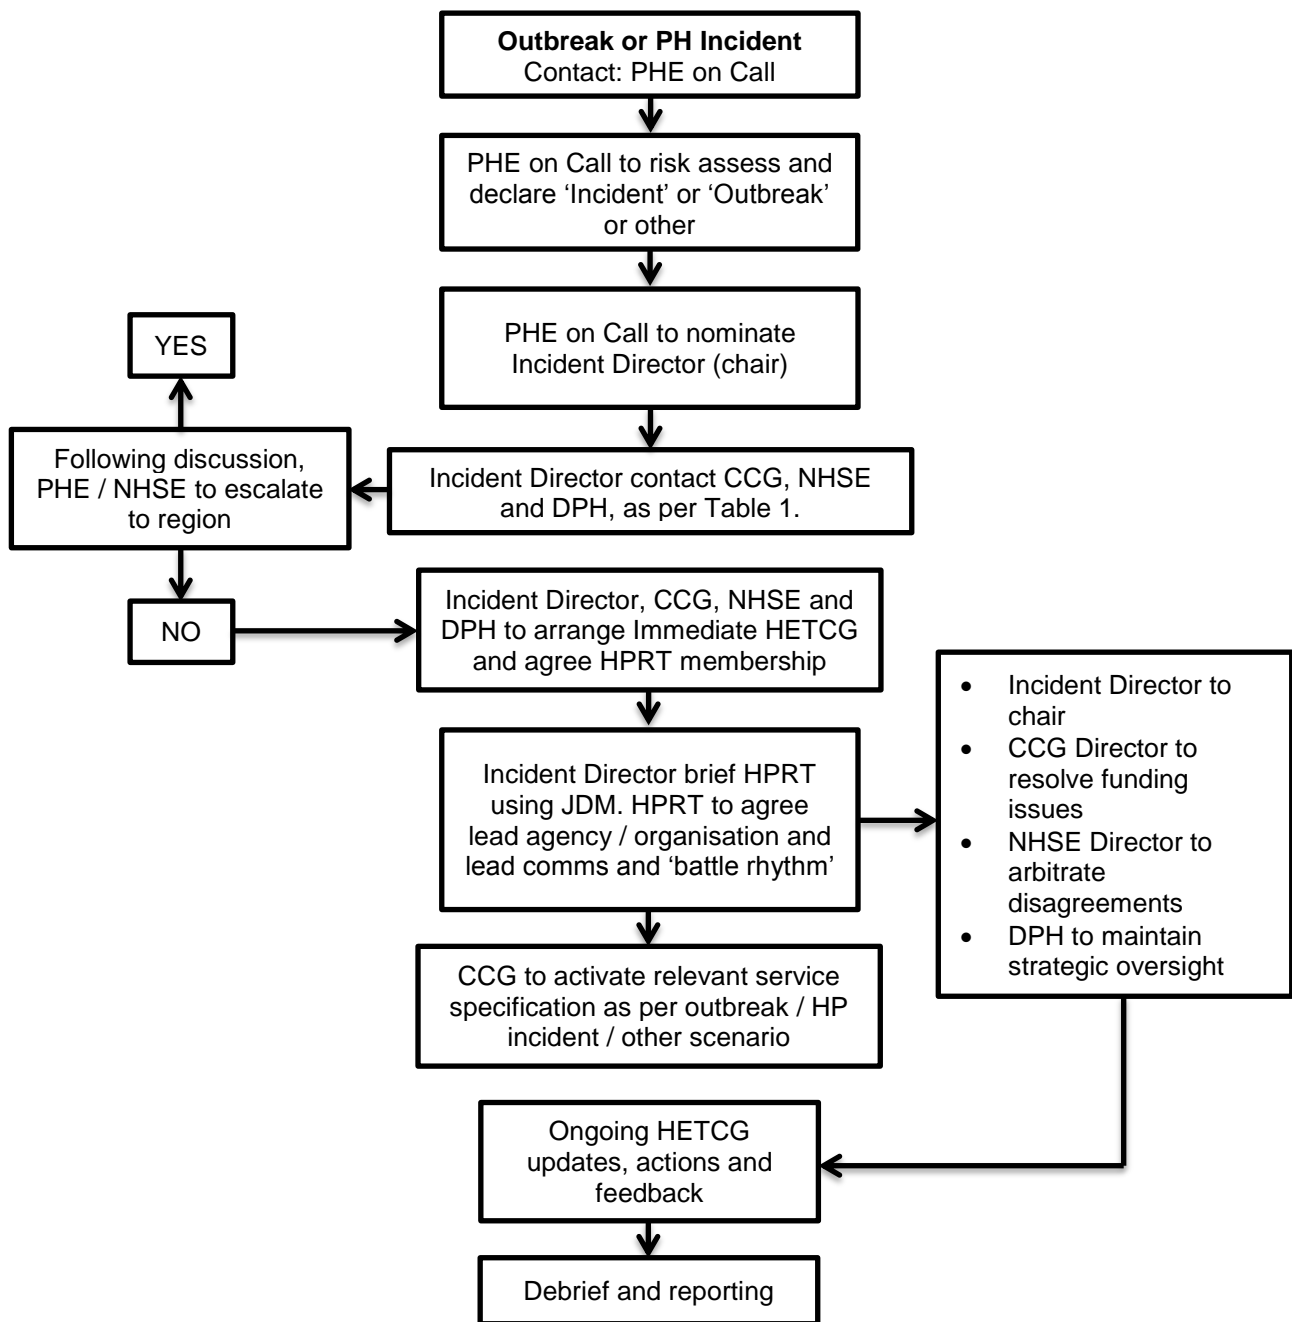 Outbreak or PH Incident
Contact: PHE on Call
PHE on Call to risk assess and
declare ‘Incident’ or ‘Outbreak’
or other
PHE on Call to nominate
Incident Director (chair)
YES
Following discussion,
PHE / NHSE to escalate
to region
Incident Director contact CCG, NHSE
and DPH, as per Table 1.
NO
Incident Director, CCG, NHSE and
DPH to arrange Immediate HETCG
and agree HPRT membership
Incident Director brief HPRT
using JDM. HPRT to agree
lead agency / organisation and
lead comms and ‘battle rhythm’
• Incident Director to
chair
• CCG Director to
resolve funding
issues
• NHSE Director to
arbitrate
disagreements
• DPH to maintain
strategic oversight
CCG to activate relevant service
specification as per outbreak / HP
incident / other scenario
Ongoing HETCG
updates, actions and
feedback
Debrief and reporting